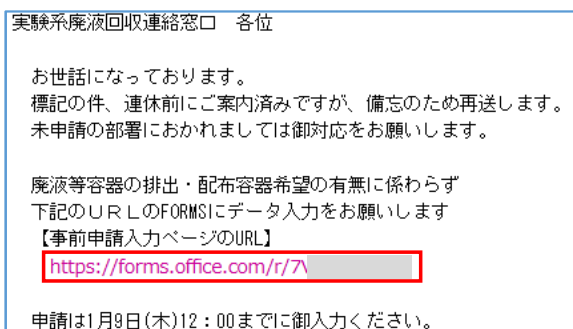 実験系廃液回収連絡窓口　各位
お世話になっております。
標記の件、連休前にご案内済みですが、備忘のため再送します。
未申請の部署におかれましては御対応をお願いします。
廃液等容器の排出・配布容器希望の有無に係わらず
下記のＵＲＬのFORMSにデータ入力をお願いします
【事前申請入力ページのURL】
https://forms.office.com/r/7\
申請は1月9日(木)12：00までに御入力ください。